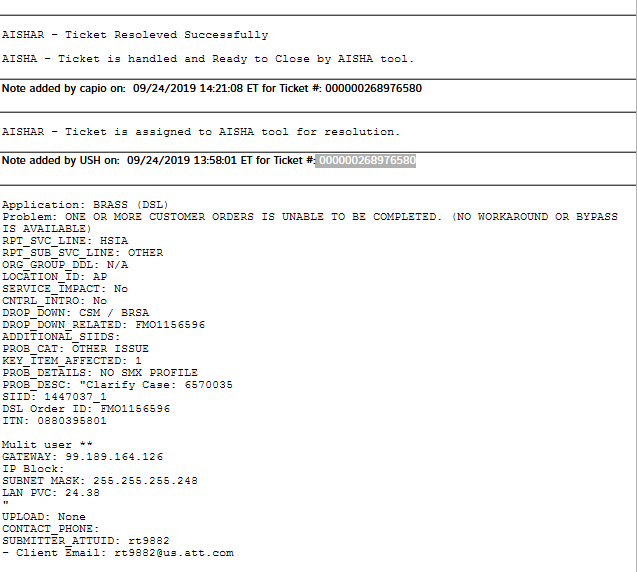 AISHAR - Ticket Resoleved Successfully
AISHA - Ticket is handled and Ready to Close by AISHA tool.
Note added by capio on: 09/24/2019 14:21:08 ET for Ticket #: 000000268976580
AISHAR - Ticket is assigned to AISHA tool for resolution.
Note added by USH on: 09/24/2019 13:58:01 ET for Ticket #: 000000268976580
Application: BRASS (DSL)
Problem: ONE OR MORE CUSTOMER ORDERS IS UNABLE TO BE COMPLETED. (NO WORKAROUND OR BYPASS
IS AVAILABLE)
RPT_SVC_LINE: HSIA
RPT_SUB_SVC_LINE: OTHER
ORG_GROUP_DDL: N/A
LOCATION_ID: AP
SERVICE_IMPACT: No
CNTRL_INTRO: No
DROP_DOWN: CSM / BRSA
DROP_DOWN_RELATED: FMO1156596
ADDITIONAL_SIIDS:
PROB_CAT: OTHER ISSUE
KEY_ITEM_AFFECTED: 1
PROB_DETAILS: NO SMX PROFILE
PROB_DESC: "Clarify Case: 6570035
SIID: 1447037_1
DSL Order ID: FMO1156596
ITN: 0880395801
Mulit user **
GATEWAY: 99.189.164.126
IP Block:
SUBNET MASK: 255.255.255.248
LAN PVC: 24.38
"
UPLOAD: None
CONTACT_PHONE:
SUBMITTER_ATTUID: rt9882
- Client Email: rt9882@us.att.com